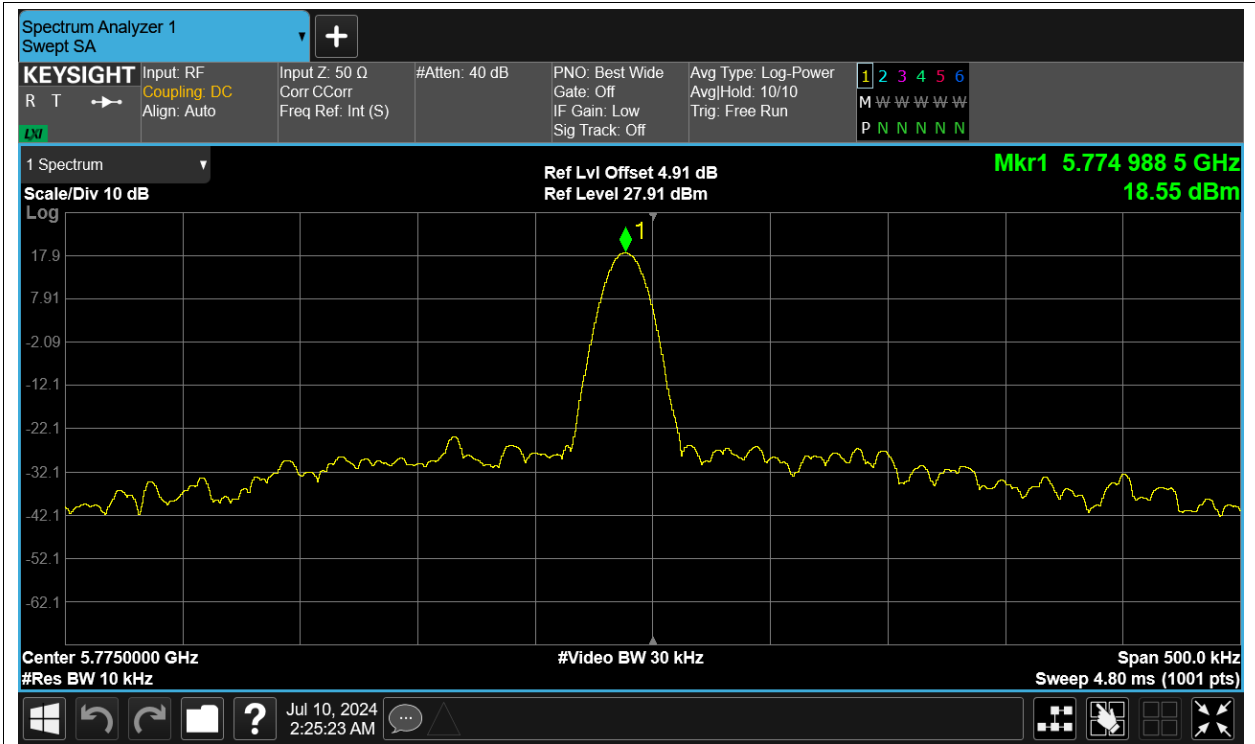 Spectrum Analyzer 1
Swept SA
KEYSIGHT
R T
LXI
Input: RF
Coupling: DC
Align: Auto
Input Z: 50 Ω
Corr CCorr
Freq Ref: Int (S)
#Atten: 40 dB
PNO: Best Wide
Gate: Off
IF Gain: Low
Sig Track: Off
Avg Type: Log-Power
Avg|Hold: 10/10
Trig: Free Run
1 2 3 4 5 6
M W W W W W
P N N N N N
1 Spectrum
Scale/Div 10 dB
Log
Ref Lvl Offset 4.91 dB
Ref Level 27.91 dBm
Mkr1 5.774 988 5 GHz
18.55 dBm
1
17.9
7.91
-2.09
-12.1
-22.1
-32.1
-42.1
-52.1
-62.1
Center 5.7750000 GHz
#Res BW 10 kHz
#Video BW 30 kHz
Span 500.0 kHz
Sweep 4.80 ms (1001 pts)
?
Jul 10, 2024
2:25:23 AM